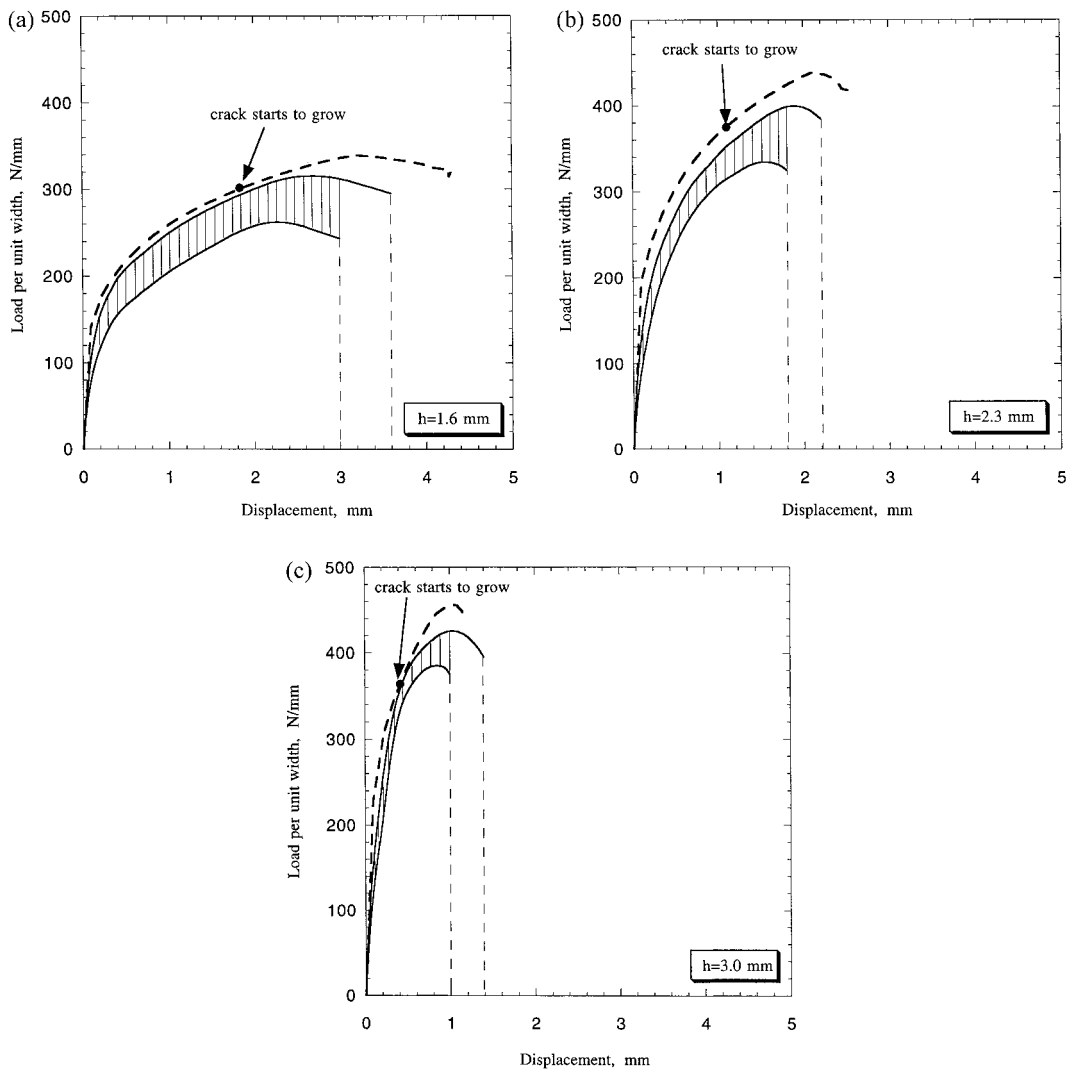 (a)
500
400
300
200
100
0
Load per unit width, N/mm
crack starts to grow
h=1.6 mm
0 1 2 3 4 5
Displacement, mm
(b)
500
400
300
200
100
0
Load per unit width, N/mm
crack starts to grow
h=2.3 mm
0 1 2 3 4 5
Displacement, mm
(c)
500
400
300
200
100
0
Load per unit width, N/mm
crack starts to grow
h=3.0 mm
0 1 2 3 4 5
Displacement, mm